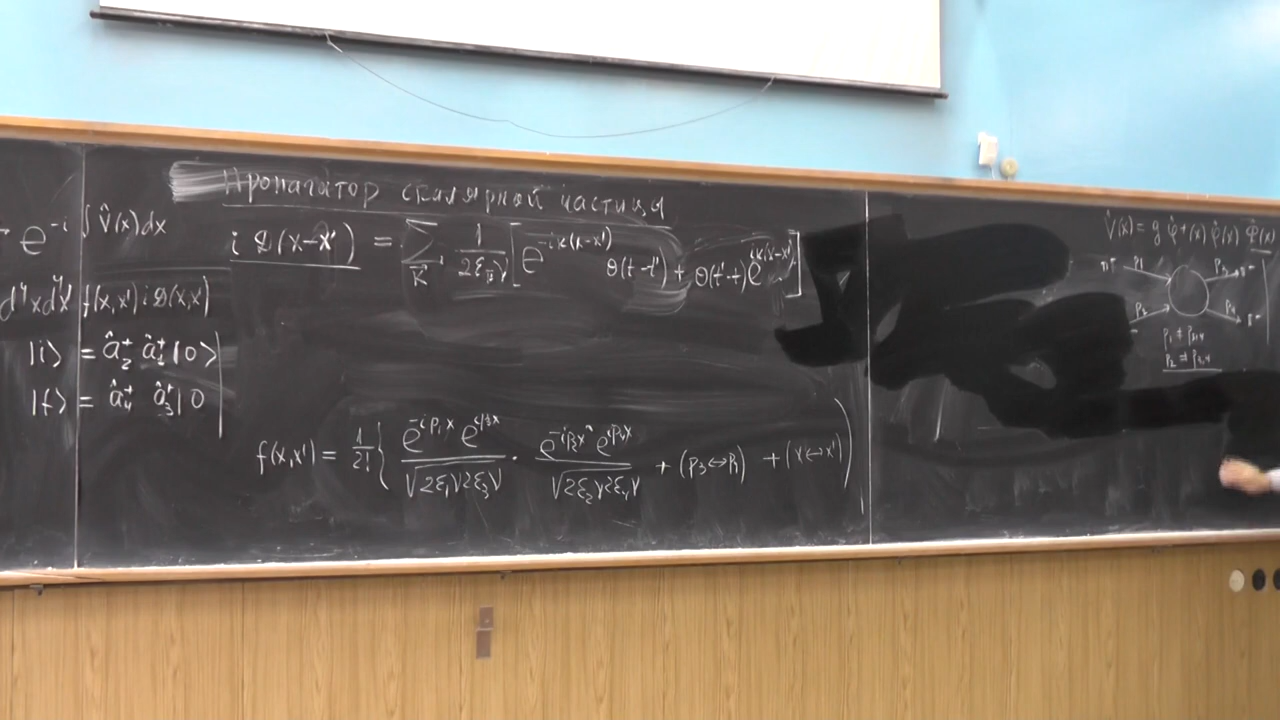 e^{-i ∫ V̂(x)dx}
d⁴x d⁴x' f(x,x') i D(x,x')
|i> = â₂⁺ â₁⁺ |0>
|f> = â₄⁺ â₃⁺ |0
Пропагатор скалярной частицы
i D(x-x') = Σ_k⃗ 1/(2ε_k⃗ V) [e^{-ik(x-x')} θ(t-t') + θ(t'-t) e^{ik(x-x')}]
f(x,x') = 1/2! { e^{-ip₁x} e^{ip₃x} / √(2ε₁V 2ε₃V) · e^{-ip₂x'} e^{ip₄x'} / √(2ε₂V 2ε₄V) + (p₃↔p₄) + (x↔x') }
V̂(x) = g φ̂⁺(x) φ̂(x) Φ̂(x)
π⁻ p₁ p₃ π⁻
p₂ p₄ π⁻
p₁ ≠ p₃,₄
p₂ ≠ p₃,₄